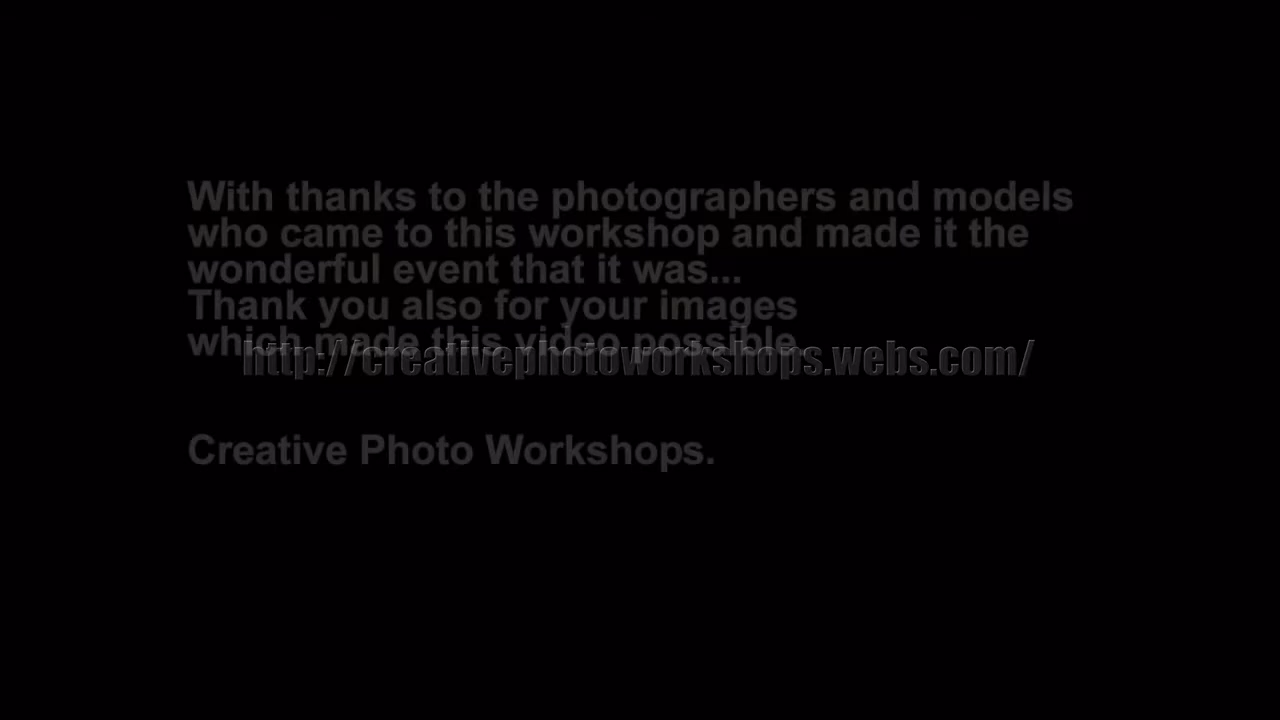 With thanks to the photographers and models
who came to this workshop and made it the
wonderful event that it was...
Thank you also for your images
which made this video possible.
http://creativephotoworkshops.webs.com/
Creative Photo Workshops.